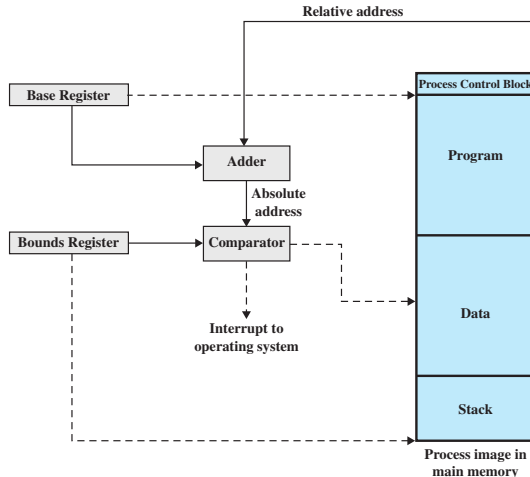 Relative address
Process Control Block
Base Register
Program
Adder
Absolute
address
Bounds Register
Comparator
Interrupt to
operating system
Data
Stack
Process image in
main memory